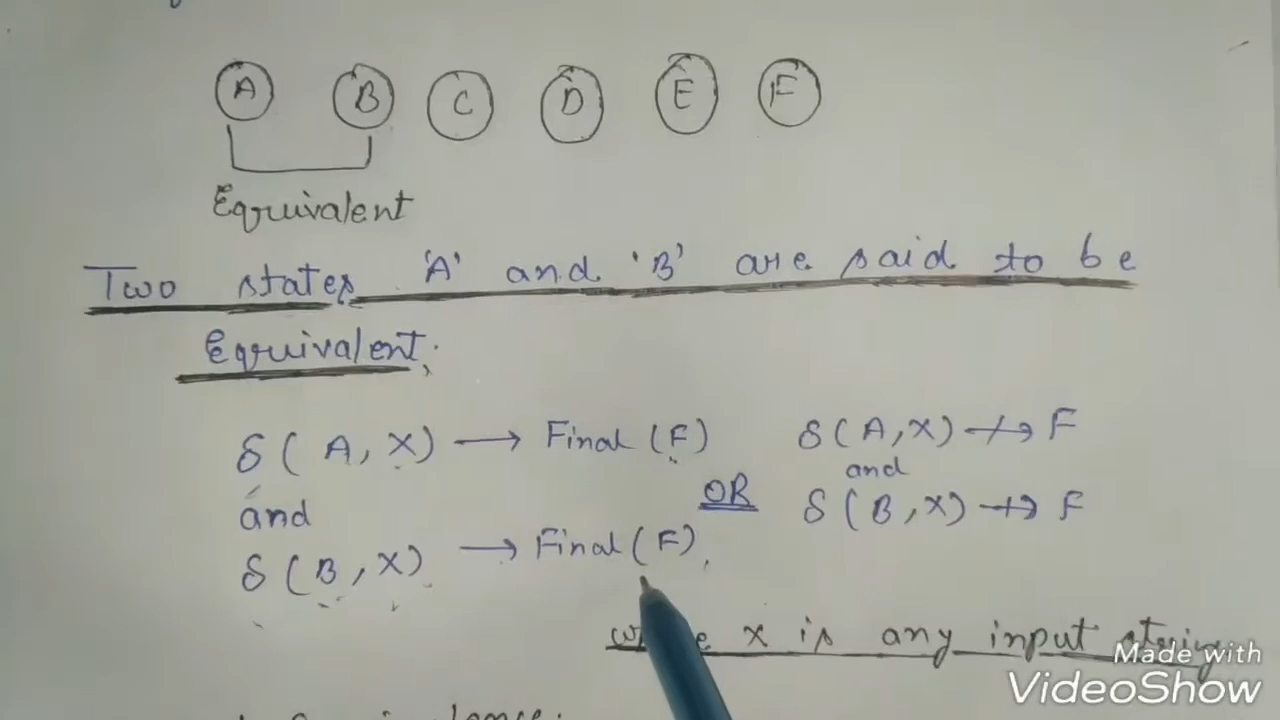 A B C D E F
Equivalent
Two states 'A' and 'B' are said to be
Equivalent.
δ(A, X) → Final (F)
and
δ(B, X) → Final (F).
OR
δ(A, X) ↛ F
and
δ(B, X) ↛ F
x is any input string
Made with
VideoShow